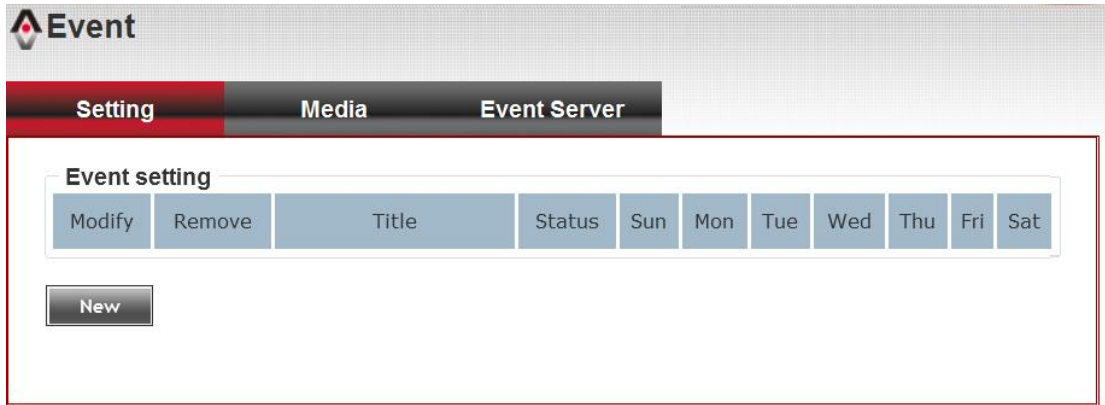 Event
Setting Media Event Server
Event setting
Modify Remove Title Status Sun Mon Tue Wed Thu Fri Sat
New